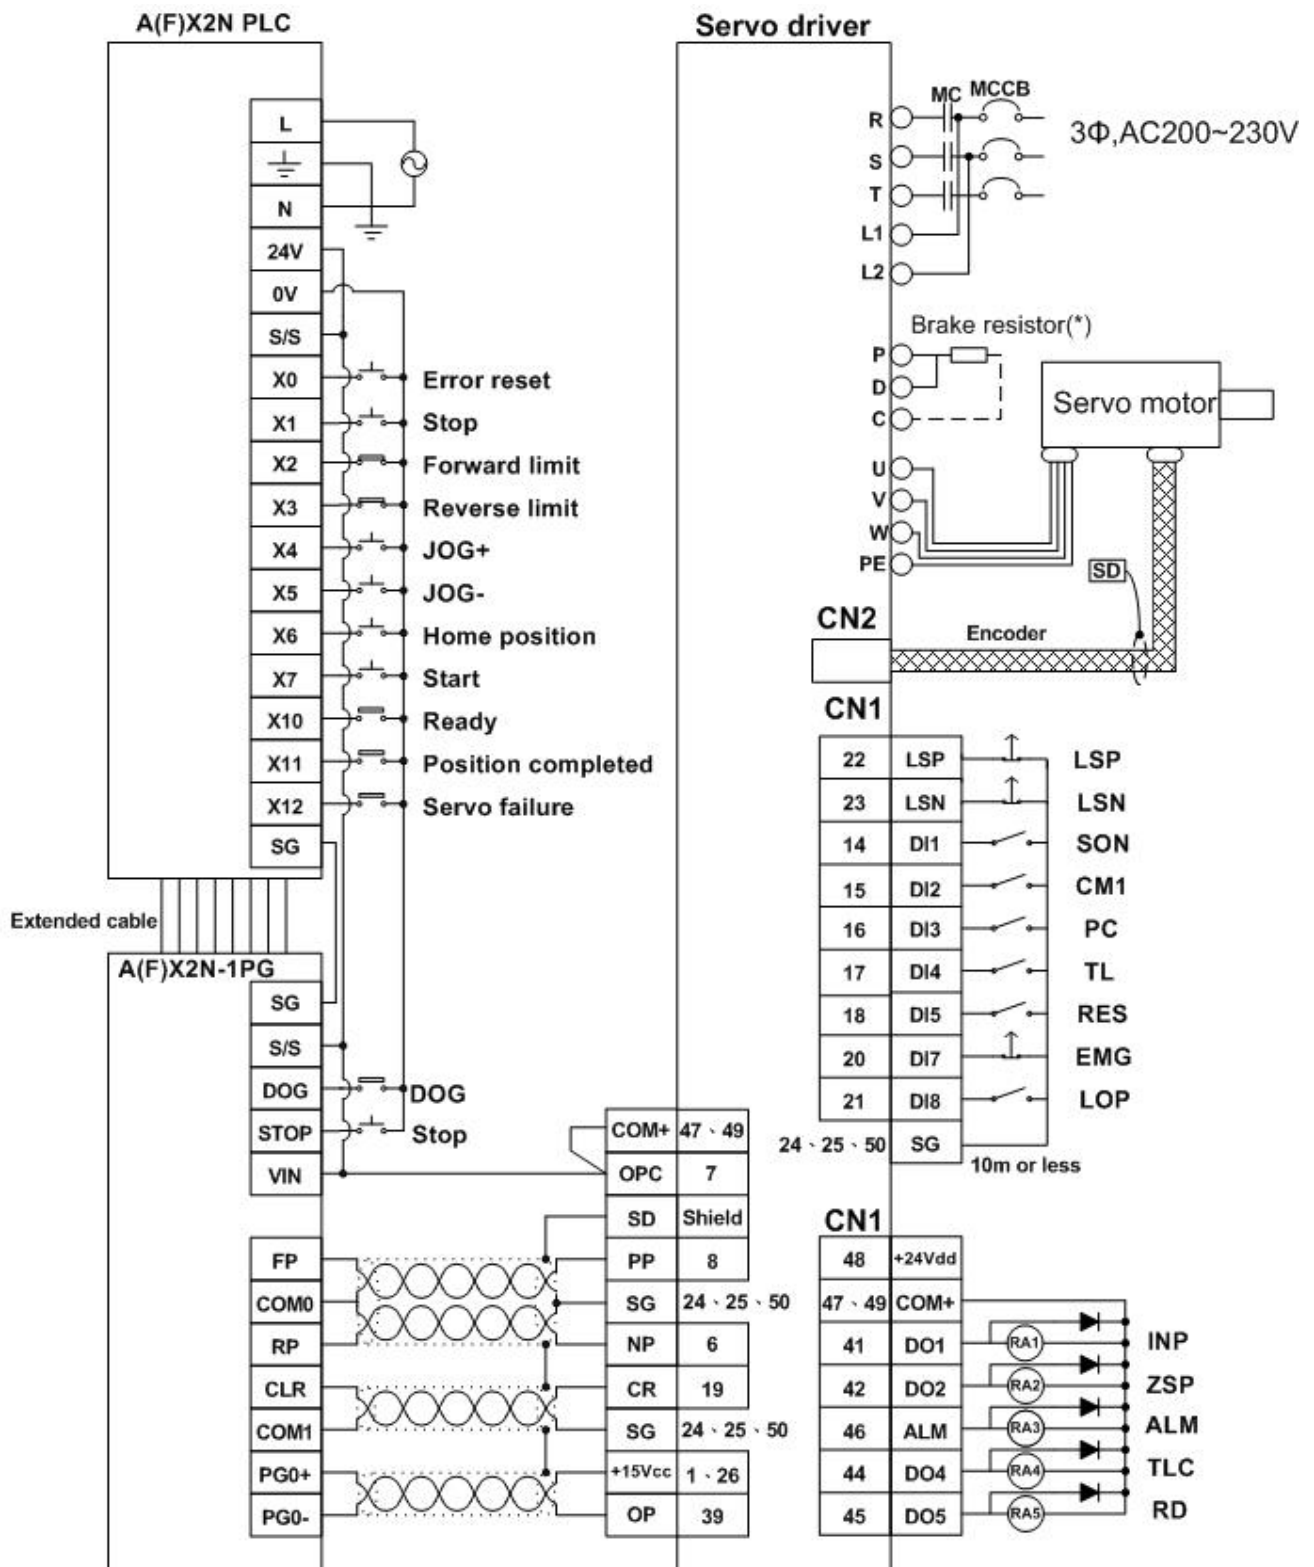 A(F)X2N PLC
L
N
24V
0V
S/S
X0 Error reset
X1 Stop
X2 Forward limit
X3 Reverse limit
X4 JOG+
X5 JOG-
X6 Home position
X7 Start
X10 Ready
X11 Position completed
X12 Servo failure
SG
Extended cable
A(F)X2N-1PG
SG
S/S
DOG DOG
STOP Stop
VIN
FP
COM0
RP
CLR
COM1
PG0+
PG0-
COM+ 47、49
OPC 7
SD Shield
PP 8
SG 24、25、50
NP 6
CR 19
SG 24、25、50
+15Vcc 1、26
OP 39
Servo driver
MC MCCB
R
S
T
L1
L2
3Φ,AC200~230V
Brake resistor(*)
P
D
C
Servo motor
U
V
W
PE
SD
CN2
Encoder
CN1
22 LSP LSP
23 LSN LSN
14 DI1 SON
15 DI2 CM1
16 DI3 PC
17 DI4 TL
18 DI5 RES
20 DI7 EMG
21 DI8 LOP
24、25、50 SG
10m or less
CN1
48 +24Vdd
47、49 COM+
41 DO1 RA1 INP
42 DO2 RA2 ZSP
46 ALM RA3 ALM
44 DO4 RA4 TLC
45 DO5 RA5 RD